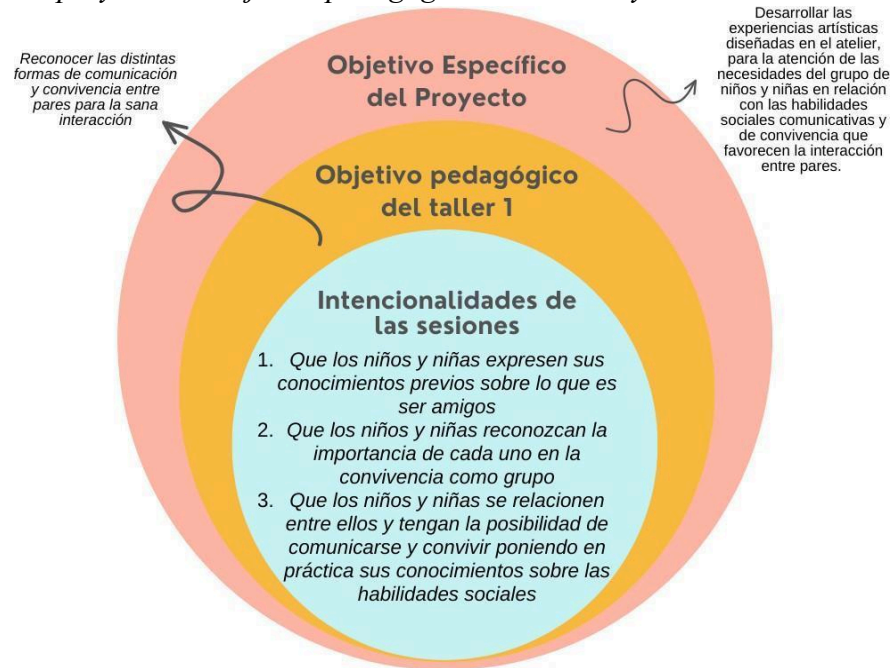 Reconocer las distintas
formas de comunicación
y convivencia entre
pares para la sana
interacción
Desarrollar las
experiencias artísticas
diseñadas en el atelier,
para la atención de las
necesidades del grupo de
niños y niñas en relación
con las habilidades
sociales comunicativas y
de convivencia que
favorecen la interacción
entre pares.
Objetivo Específico
del Proyecto
Objetivo pedagógico
del taller 1
Intencionalidades de
las sesiones
1. Que los niños y niñas expresen sus
conocimientos previos sobre lo que es
ser amigos
2. Que los niños y niñas reconozcan la
importancia de cada uno en la
convivencia como grupo
3. Que los niños y niñas se relacionen
entre ellos y tengan la posibilidad de
comunicarse y convivir poniendo en
práctica sus conocimientos sobre las
habilidades sociales